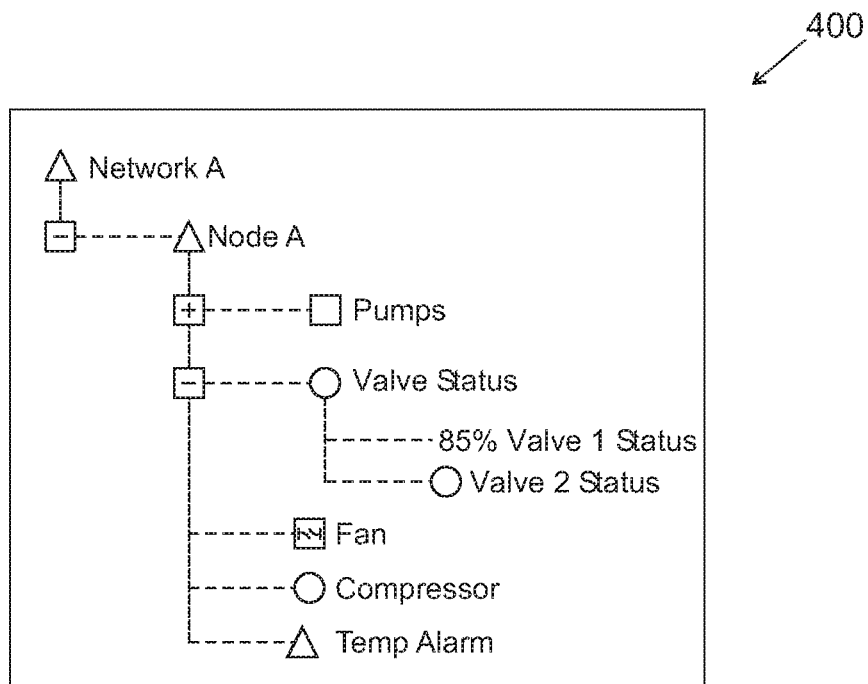 400
Network A
Node A
Pumps
Valve Status
85% Valve 1 Status
Valve 2 Status
Fan
Compressor
Temp Alarm